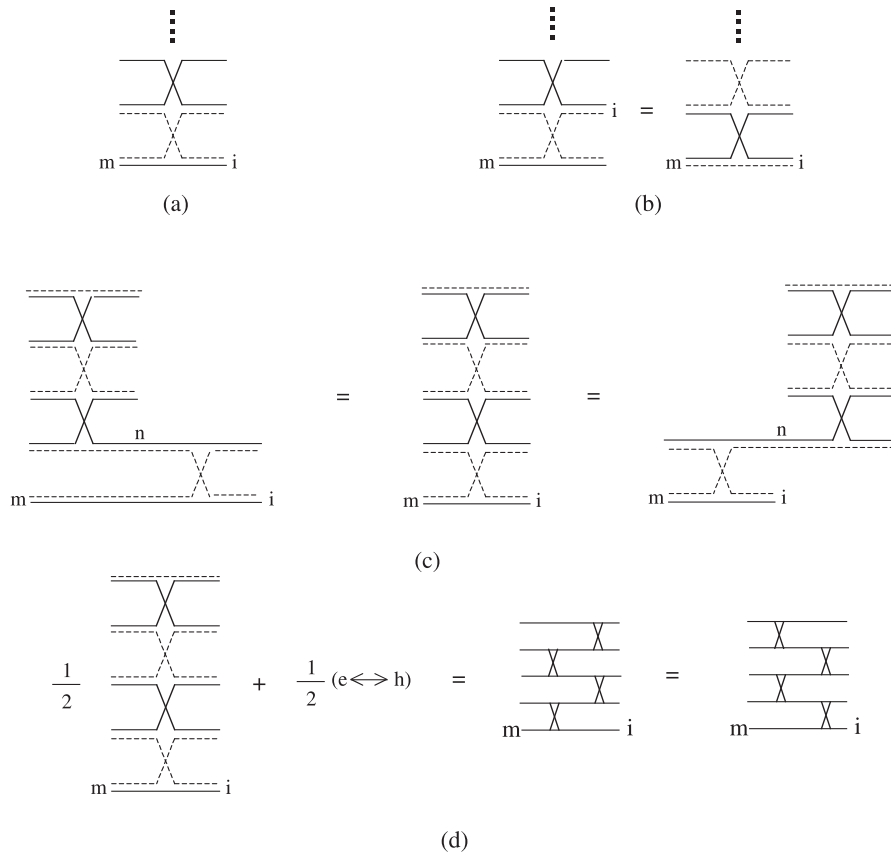 m i m i = m i
(a) (b)
n = = n
m i m i m i
(c)
1/2 + 1/2 (e⟷h) = =
m i m i m i
(d)